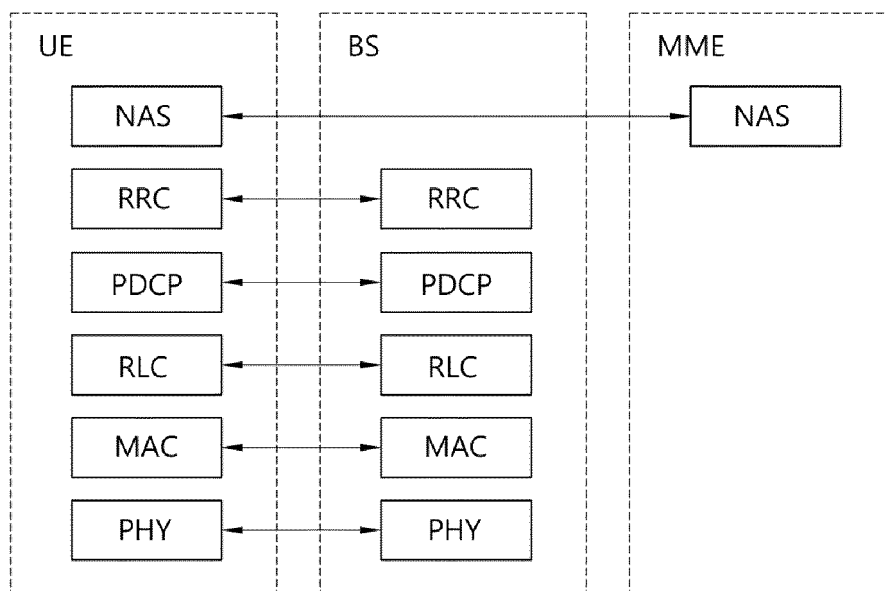 UE BS MME
NAS NAS
RRC RRC
PDCP PDCP
RLC RLC
MAC MAC
PHY PHY